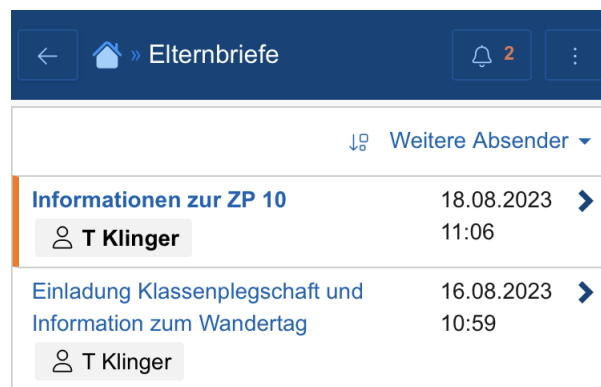 » Elternbriefe
2
Weitere Absender
Informationen zur ZP 10
18.08.2023
11:06
T Klinger
Einladung Klassenplegschaft und
Information zum Wandertag
16.08.2023
10:59
T Klinger